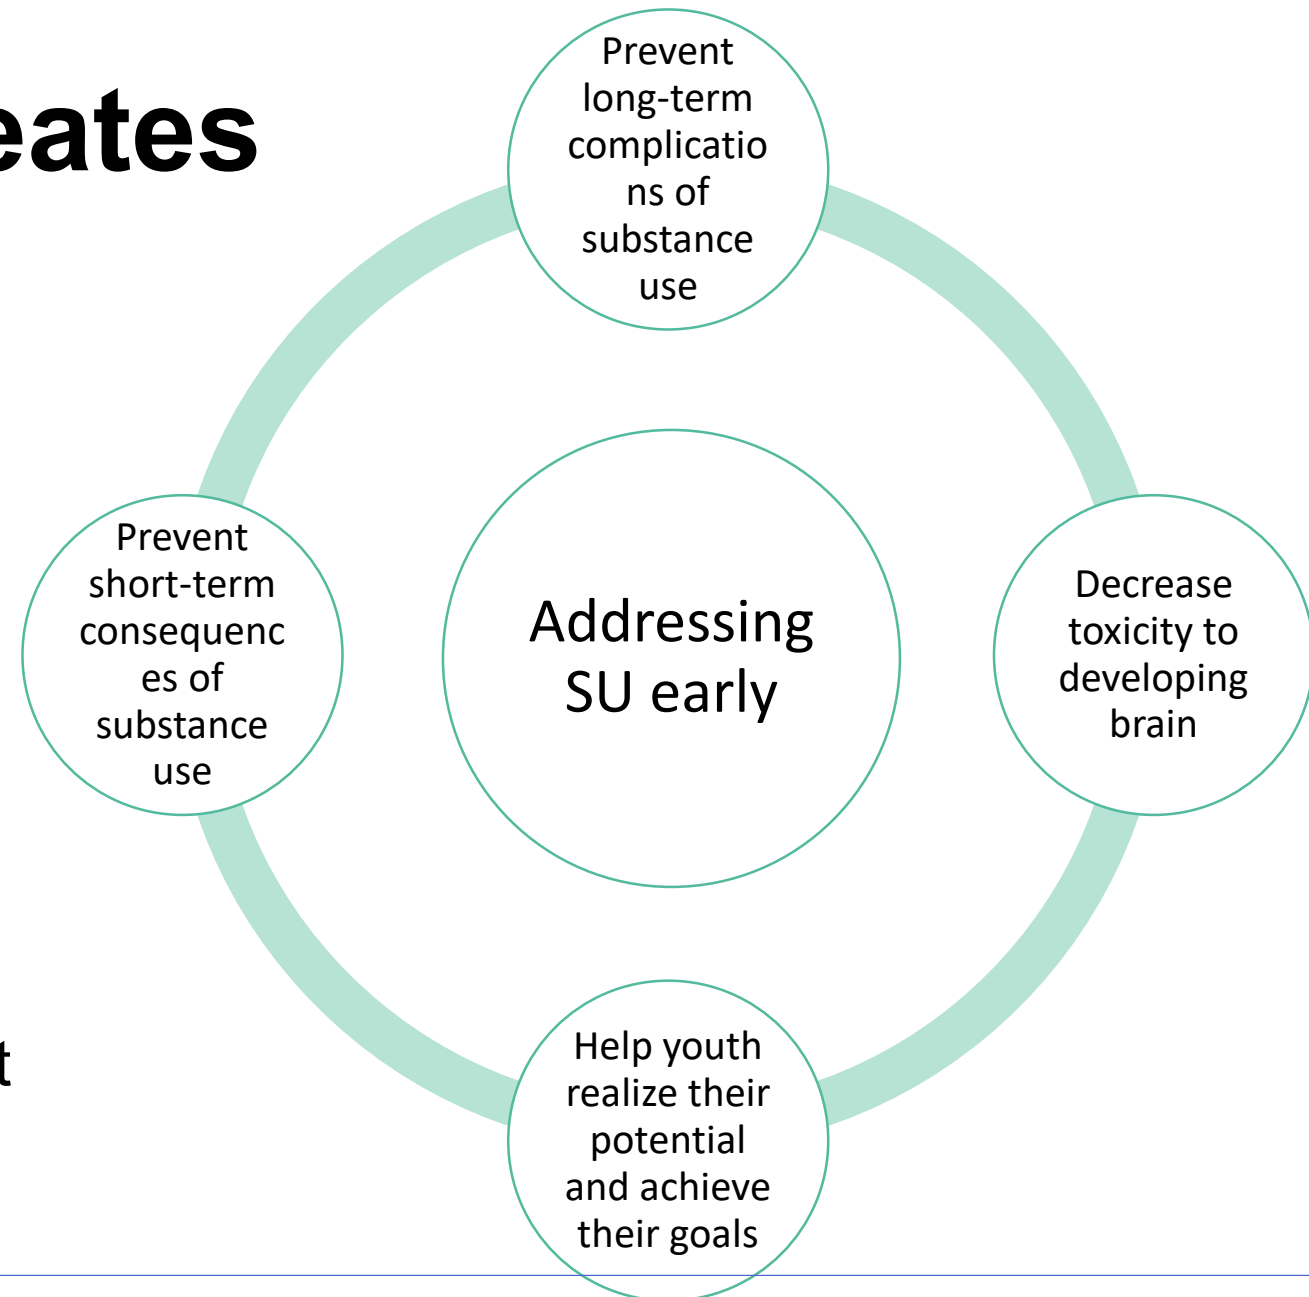 eates
Prevent
long-term
complicatio
ns of
substance
use
Prevent
short-term
consequenc
es of
substance
use
Addressing
SU early
Decrease
toxicity to
developing
brain
t
Help youth
realize their
potential
and achieve
their goals